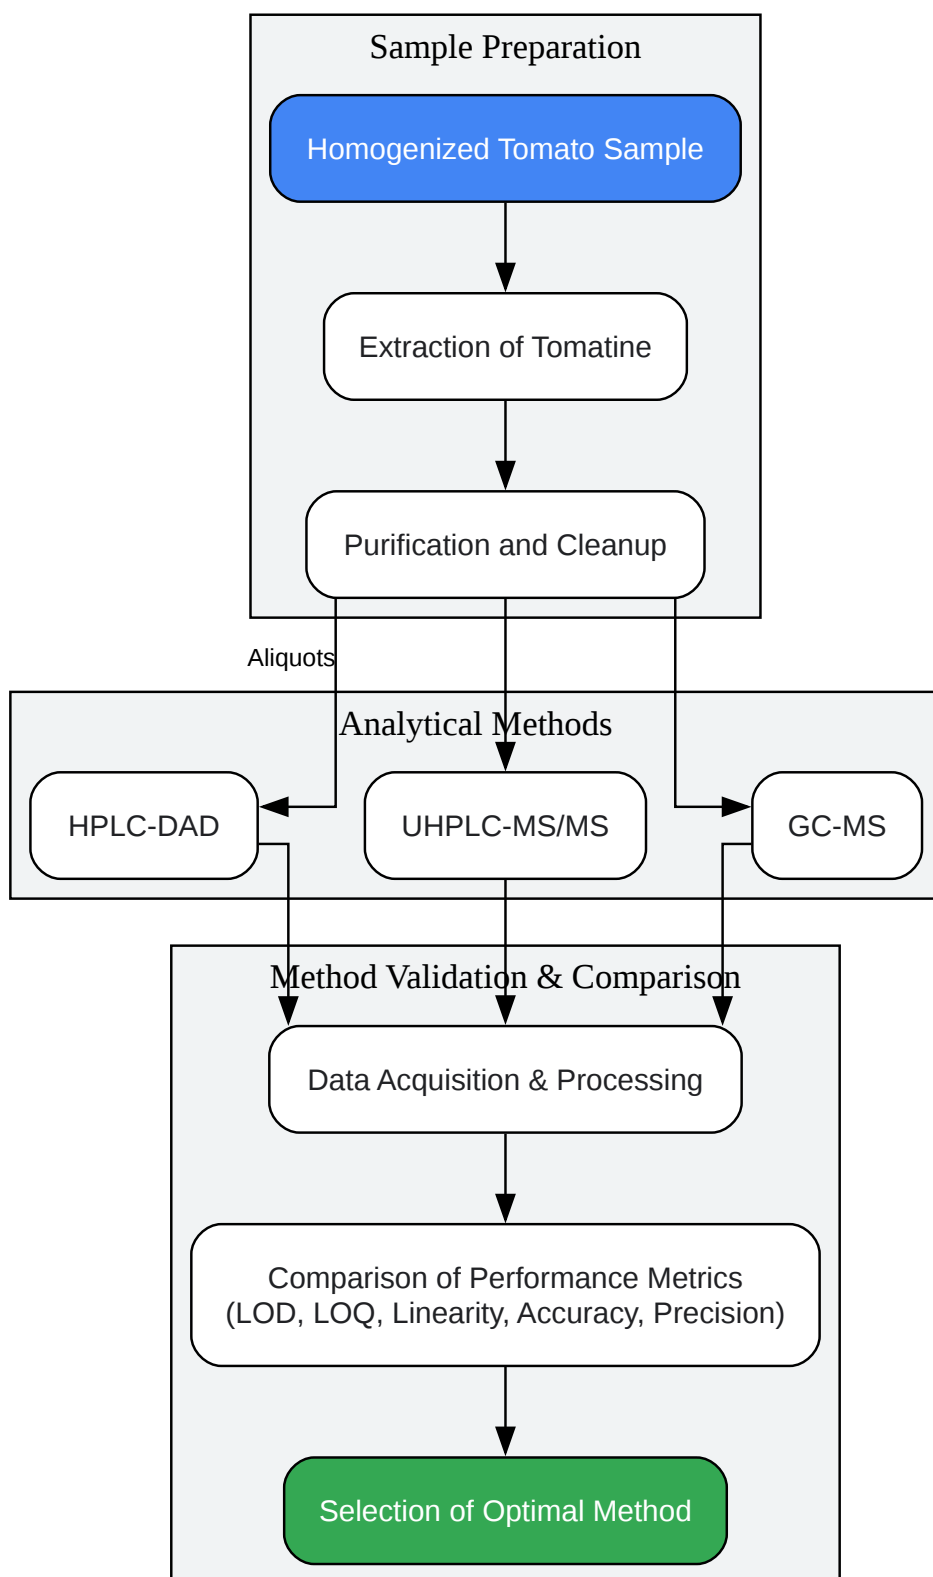 Sample Preparation
Homogenized Tomato Sample
Extraction of Tomatine
Purification and Cleanup
Aliquots
Analytical Methods
HPLC-DAD
UHPLC-MS/MS
GC-MS
Method Validation & Comparison
Data Acquisition & Processing
Comparison of Performance Metrics
(LOD, LOQ, Linearity, Accuracy, Precision)
Selection of Optimal Method